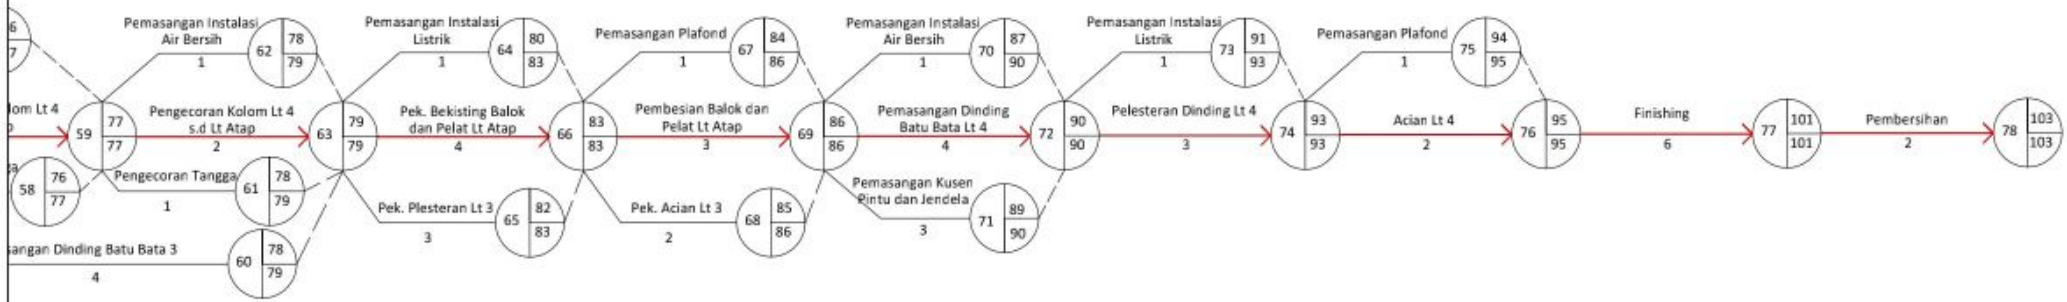 6
7
lom Lt 4
58
76
77
sangan Dinding Batu Bata 3
4
59
77
77
Pemasangan Instalasi
Air Bersih
1
62
78
79
Pengecoran Kolom Lt 4
s.d Lt Atap
2
Pengecoran Tangga
1
61
78
79
60
78
79
63
79
79
Pemasangan Instalasi
Listrik
1
64
80
83
Pek. Bekisting Balok
dan Pelat Lt Atap
4
Pek. Plesteran Lt 3
3
65
82
83
66
83
83
Pemasangan Plafond
1
67
84
86
Pembesian Balok dan
Pelat Lt Atap
3
Pek. Acian Lt 3
2
68
85
86
69
86
86
Pemasangan Instalasi
Air Bersih
1
70
87
90
Pemasangan Dinding
Batu Bata Lt 4
4
Pemasangan Kusen
Pintu dan Jendela
3
71
89
90
72
90
90
Pemasangan Instalasi
Listrik
1
73
91
93
Pelesteran Dinding Lt 4
3
74
93
93
Pemasangan Plafond
1
75
94
95
Acian Lt 4
2
76
95
95
Finishing
6
77
101
101
Pembersihan
2
78
103
103